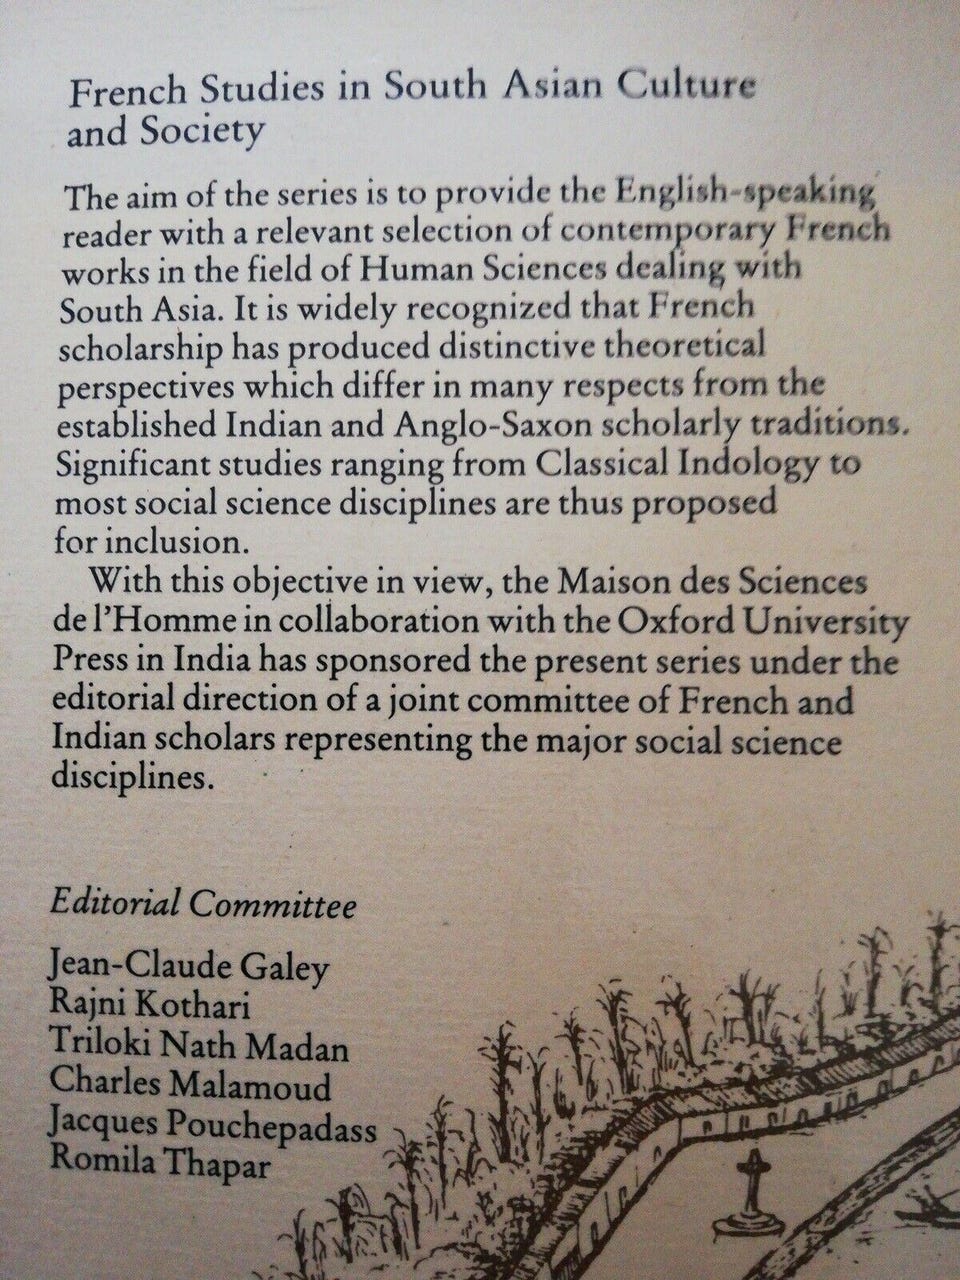 French Studies in South Asian Culture
and Society
The aim of the series is to provide the English-speaking
reader with a relevant selection of contemporary French
works in the field of Human Sciences dealing with
South Asia. It is widely recognized that French
scholarship has produced distinctive theoretical
perspectives which differ in many respects from the
established Indian and Anglo-Saxon scholarly traditions.
Significant studies ranging from Classical Indology to
most social science disciplines are thus proposed
for inclusion.
With this objective in view, the Maison des Sciences
de l'Homme in collaboration with the Oxford University
Press in India has sponsored the present series under the
editorial direction of a joint committee of French and
Indian scholars representing the major social science
disciplines.
Editorial Committee
Jean-Claude Galey
Rajni Kothari
Triloki Nath Madan
Charles Malamoud
Jacques Pouchepadass
Romila Thapar